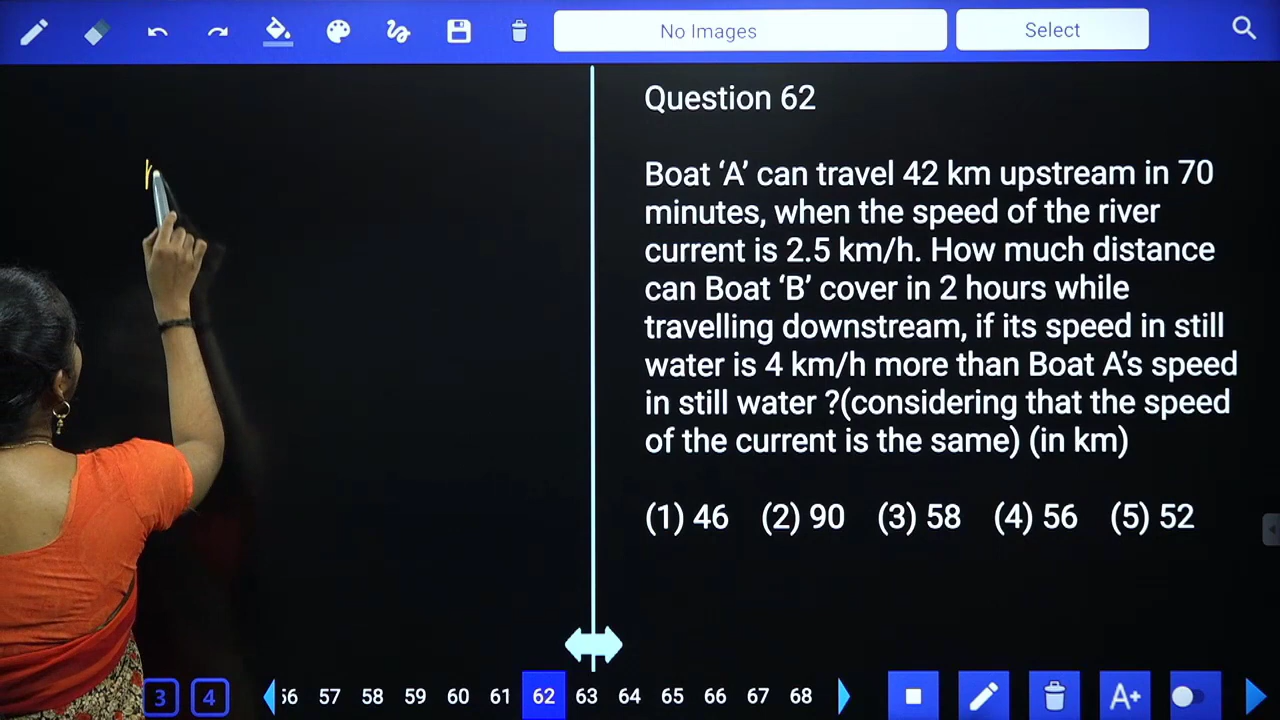 No Images
Select
Question 62
Boat ‘A’ can travel 42 km upstream in 70
minutes, when the speed of the river
current is 2.5 km/h. How much distance
can Boat ‘B’ cover in 2 hours while
travelling downstream, if its speed in still
water is 4 km/h more than Boat A’s speed
in still water ?(considering that the speed
of the current is the same) (in km)
(1) 46 (2) 90 (3) 58 (4) 56 (5) 52
3 4 56 57 58 59 60 61 62 63 64 65 66 67 68 A+